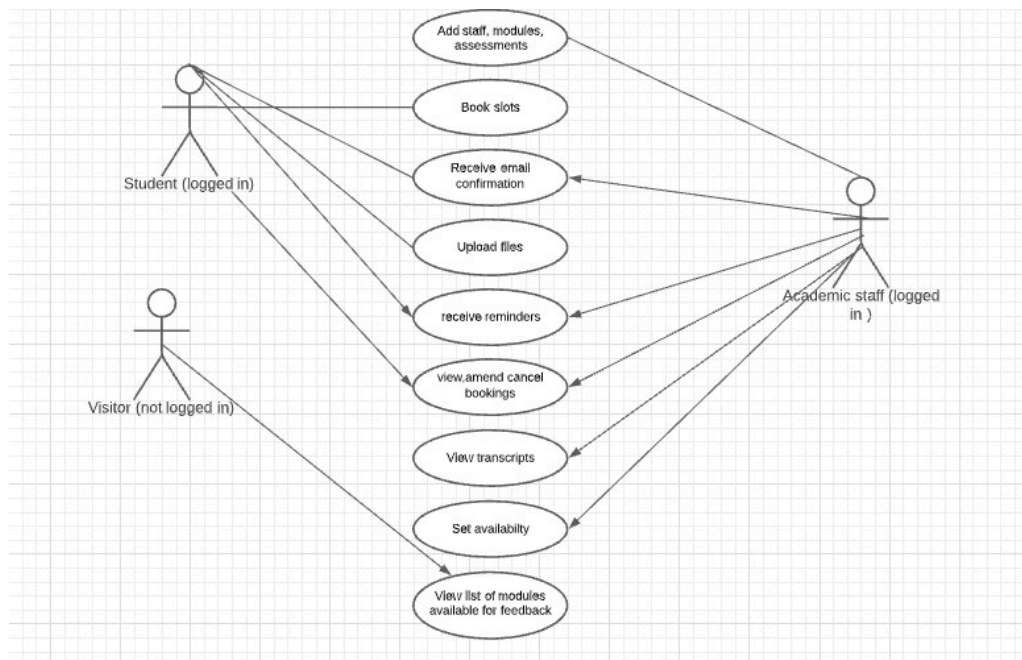 Add staff, modules,
assessments
Book slots
Receive email
confirmation
Student (logged in)
Upload files
Academic staff (logged
in )
receive reminders
view,amend cancel
bookings
Visitor (not logged in)
View transcripts
Set availabilty
View list of modules
available for feedback